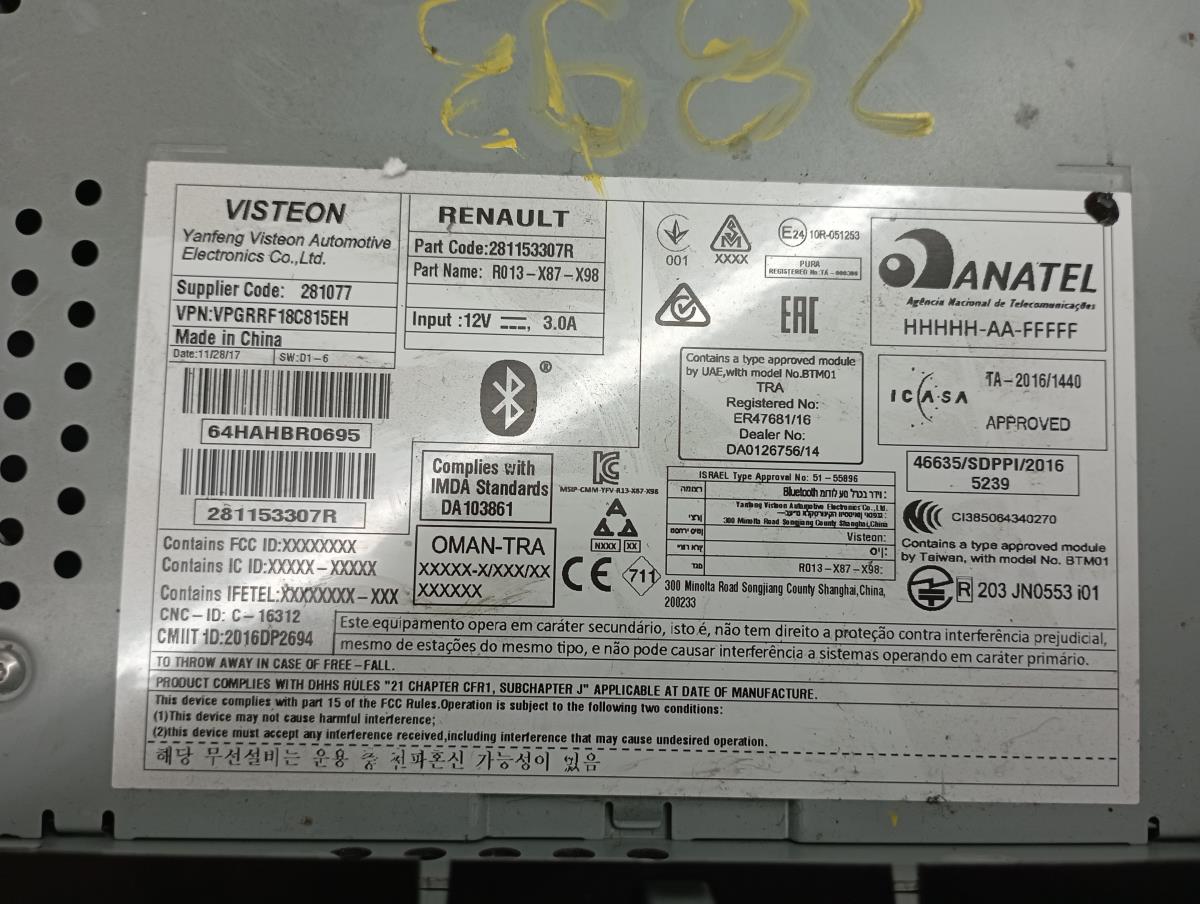 VISTEON
Yanfeng Visteon Automotive
Electronics Co.,Ltd.
Supplier Code: 281077
VPN:VPGRRF18C815EH
Made in China
Date:11/28/17
SW:D1-6
64HAHBR0695
281153307R
RENAULT
Part Code:281153307R
Part Name: R013-X87-X98
Input :12V , 3.0A
001
XXXX
E24 10R-051253
PURA
REGISTERED No:TA
EAC
ANATEL
Agência Nacional de Telecomunicações
HHHHH-AA-FFFFF
Contains a type approved module
by UAE,with model No.BTM01
TRA
Registered No:
ER47681/16
Dealer No:
DA0126756/14
ICASA
TA-2016/1440
APPROVED
Complies with
IMDA Standards
DA103861
MSIP-CMM-YFV-R13-X87-X98
A
NXXX XX
OMAN-TRA
XXXXX-X/XXX/XX
XXXXXX
CE
711
ISRAEL Type Approval No: 51-55896
Bluetooth
Yanfeng Visteon Automotive Electronics Co.,Ltd.
300 Minolta Road Songjiang County Shanghai,China
Visteon:
R013-X87-X98:
300 Minolta Road Songjiang County Shanghai,China,
200233
46635/SDPPI/2016
5239
CI385064340270
Contains a type approved module
by Taiwan, with model No. BTM01
R 203 JN0553 i01
Contains FCC ID:XXXXXXXX
Contains IC ID:XXXXX-XXXXX
Contains IFETEL:XXXXXXXX-XXX
CNC-ID: C-16312
CMIIT ID:2016DP2694
Este equipamento opera em caráter secundário, isto é, não tem direito a proteção contra interferência prejudicial,
mesmo de estações do mesmo tipo, e não pode causar interferência a sistemas operando em caráter primário.
TO THROW AWAY IN CASE OF FREE-FALL.
PRODUCT COMPLIES WITH DHHS RULES "21 CHAPTER CFR1, SUBCHAPTER J" APPLICABLE AT DATE OF MANUFACTURE.
This device complies with part 15 of the FCC Rules.Operation is subject to the following two conditions:
(1)This device may not cause harmful interference;
(2)this device must accept any interference received,including interference that may cause undesired operation.
해당 무선설비는 운용 중 전파혼신 가능성이 있음